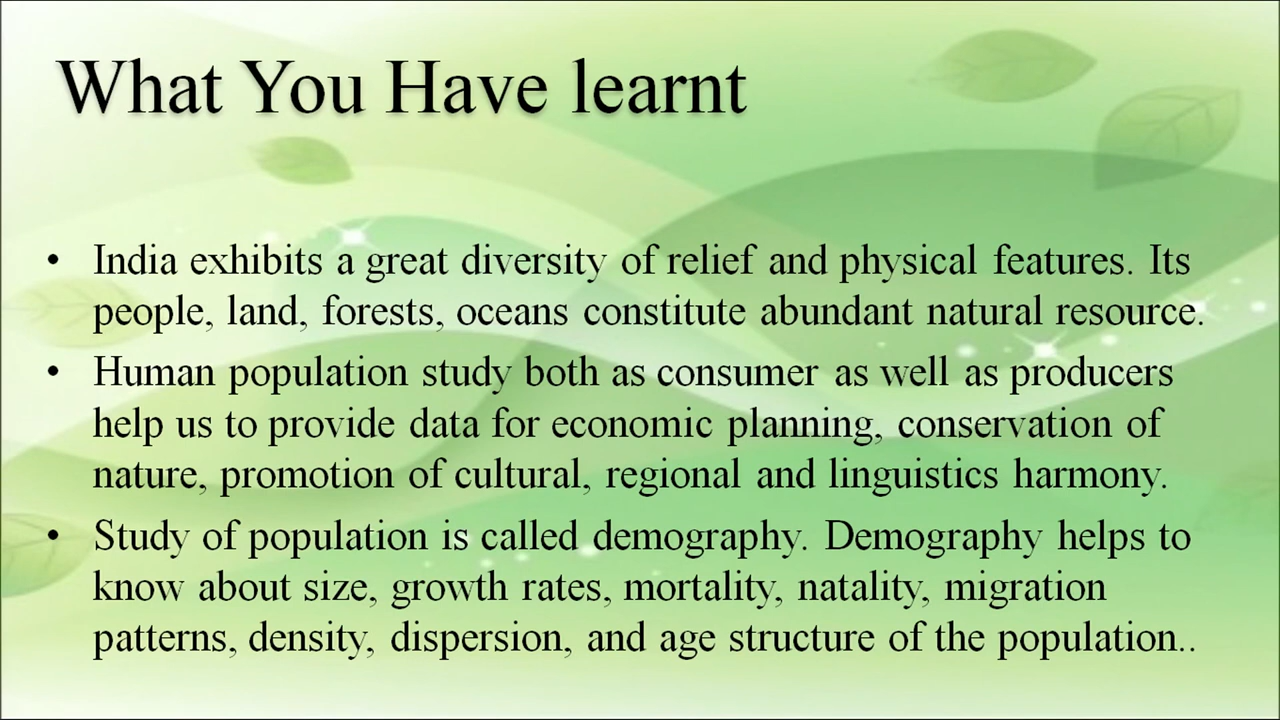 What You Have learnt
• India exhibits a great diversity of relief and physical features. Its
people, land, forests, oceans constitute abundant natural resource.
• Human population study both as consumer as well as producers
help us to provide data for economic planning, conservation of
nature, promotion of cultural, regional and linguistics harmony.
• Study of population is called demography. Demography helps to
know about size, growth rates, mortality, natality, migration
patterns, density, dispersion, and age structure of the population..